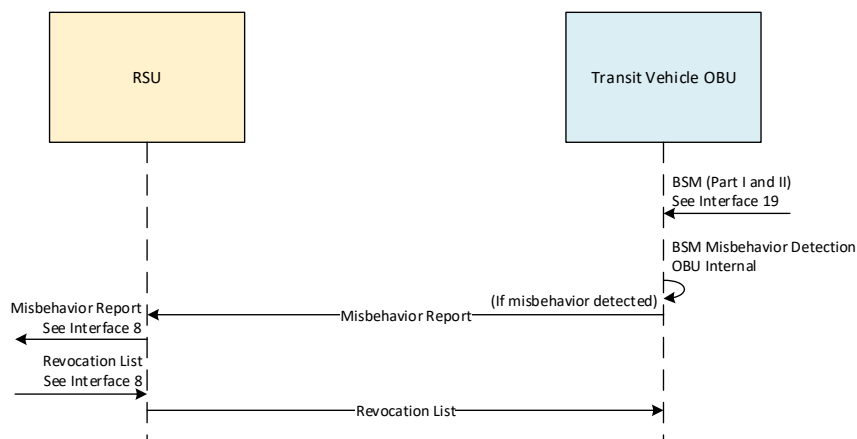 RSU
Transit Vehicle OBU
BSM (Part I and II)
See Interface 19
BSM Misbehavior Detection
OBU Internal
(If misbehavior detected)
Misbehavior Report
Misbehavior Report
See Interface 8
Revocation List
See Interface 8
Revocation List